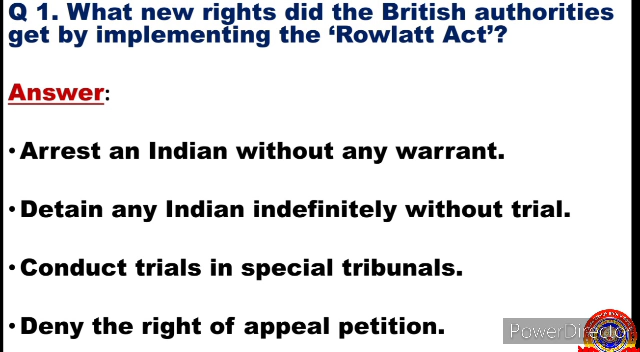 Q 1. What new rights did the British authorities
get by implementing the ‘Rowlatt Act’?
Answer:
• Arrest an Indian without any warrant.
• Detain any Indian indefinitely without trial.
• Conduct trials in special tribunals.
• Deny the right of appeal petition.
PowerDirector